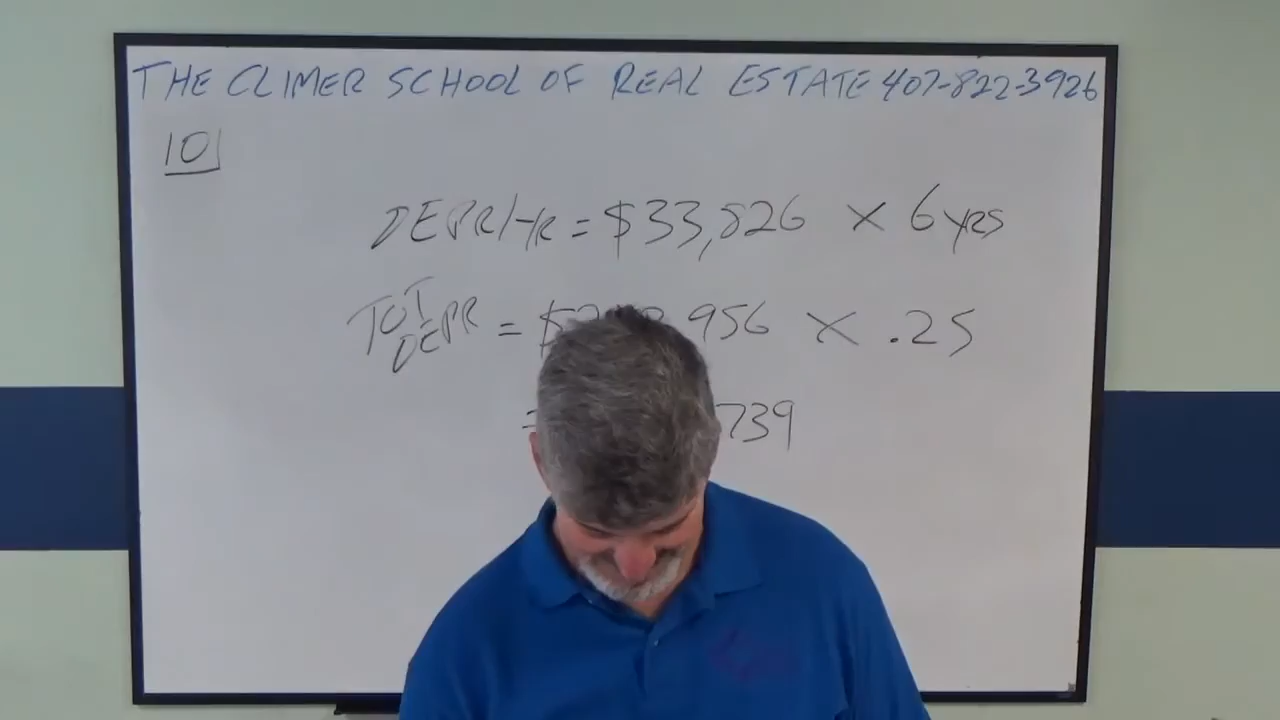 THE CLIMER SCHOOL OF REAL ESTATE 407-822-3926
10
DEPR/YR = $33,826 × 6 YRS
TOT DEPR = $2 956 × .25
= 739